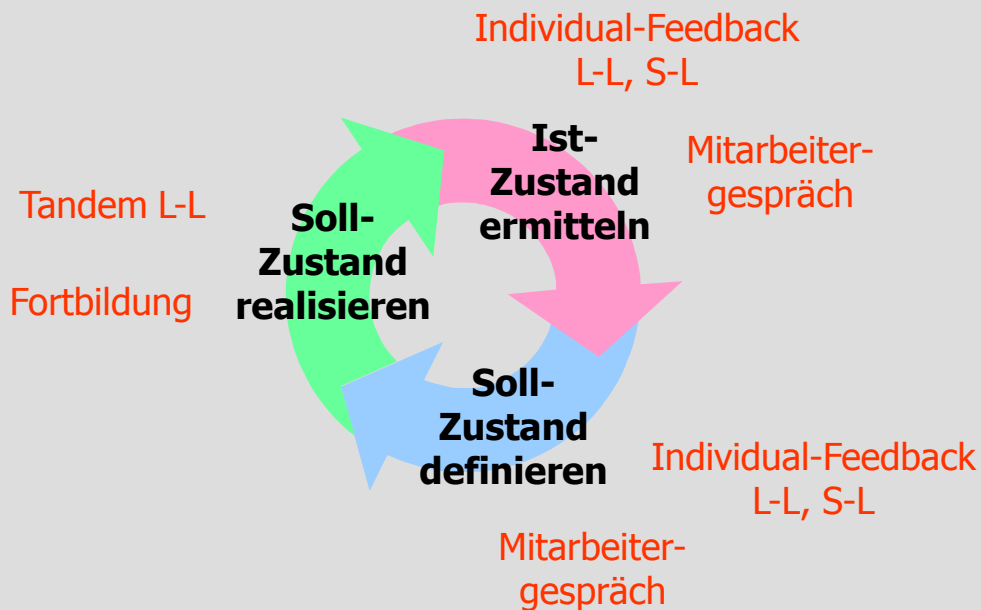 Individual-Feedback
L-L, S-L
Ist-
Zustand
ermitteln
Mitarbeiter-
gespräch
Tandem L-L
Fortbildung
Soll-
Zustand
realisieren
Soll-
Zustand
definieren
Individual-Feedback
L-L, S-L
Mitarbeiter-
gespräch